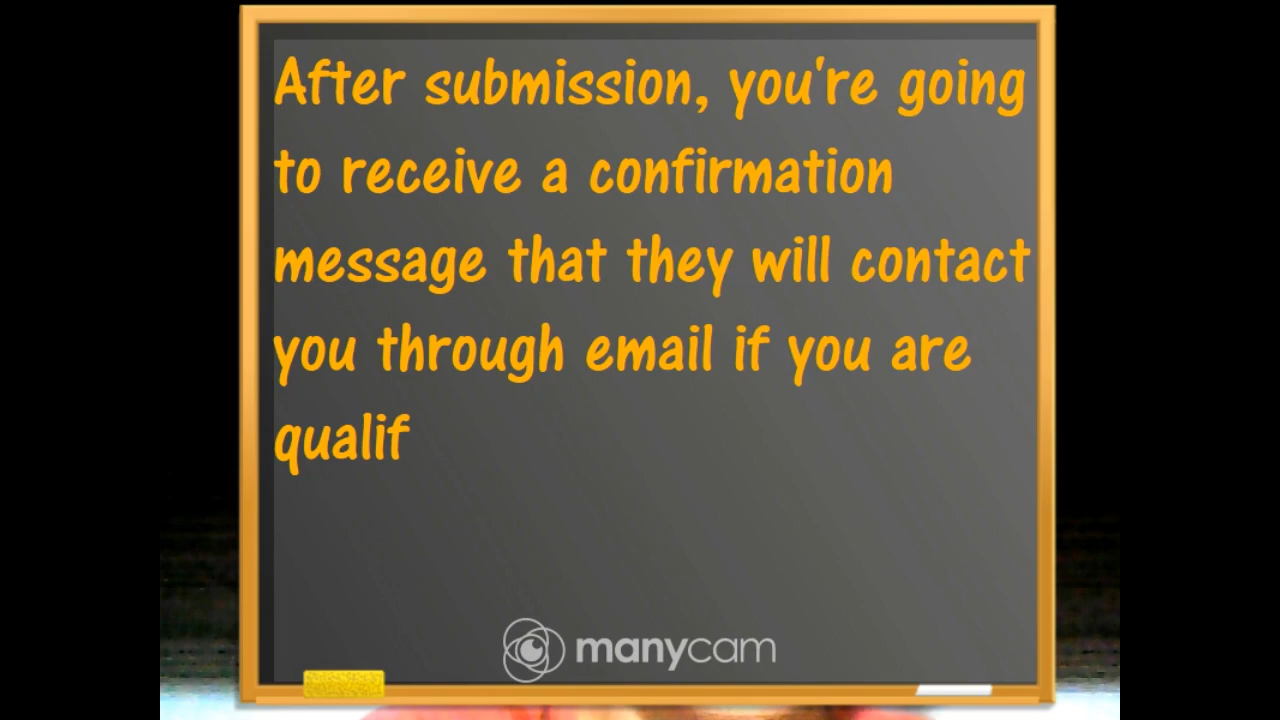 After submission, you're going
to receive a confirmation
message that they will contact
you through email if you are
qualif
manycam